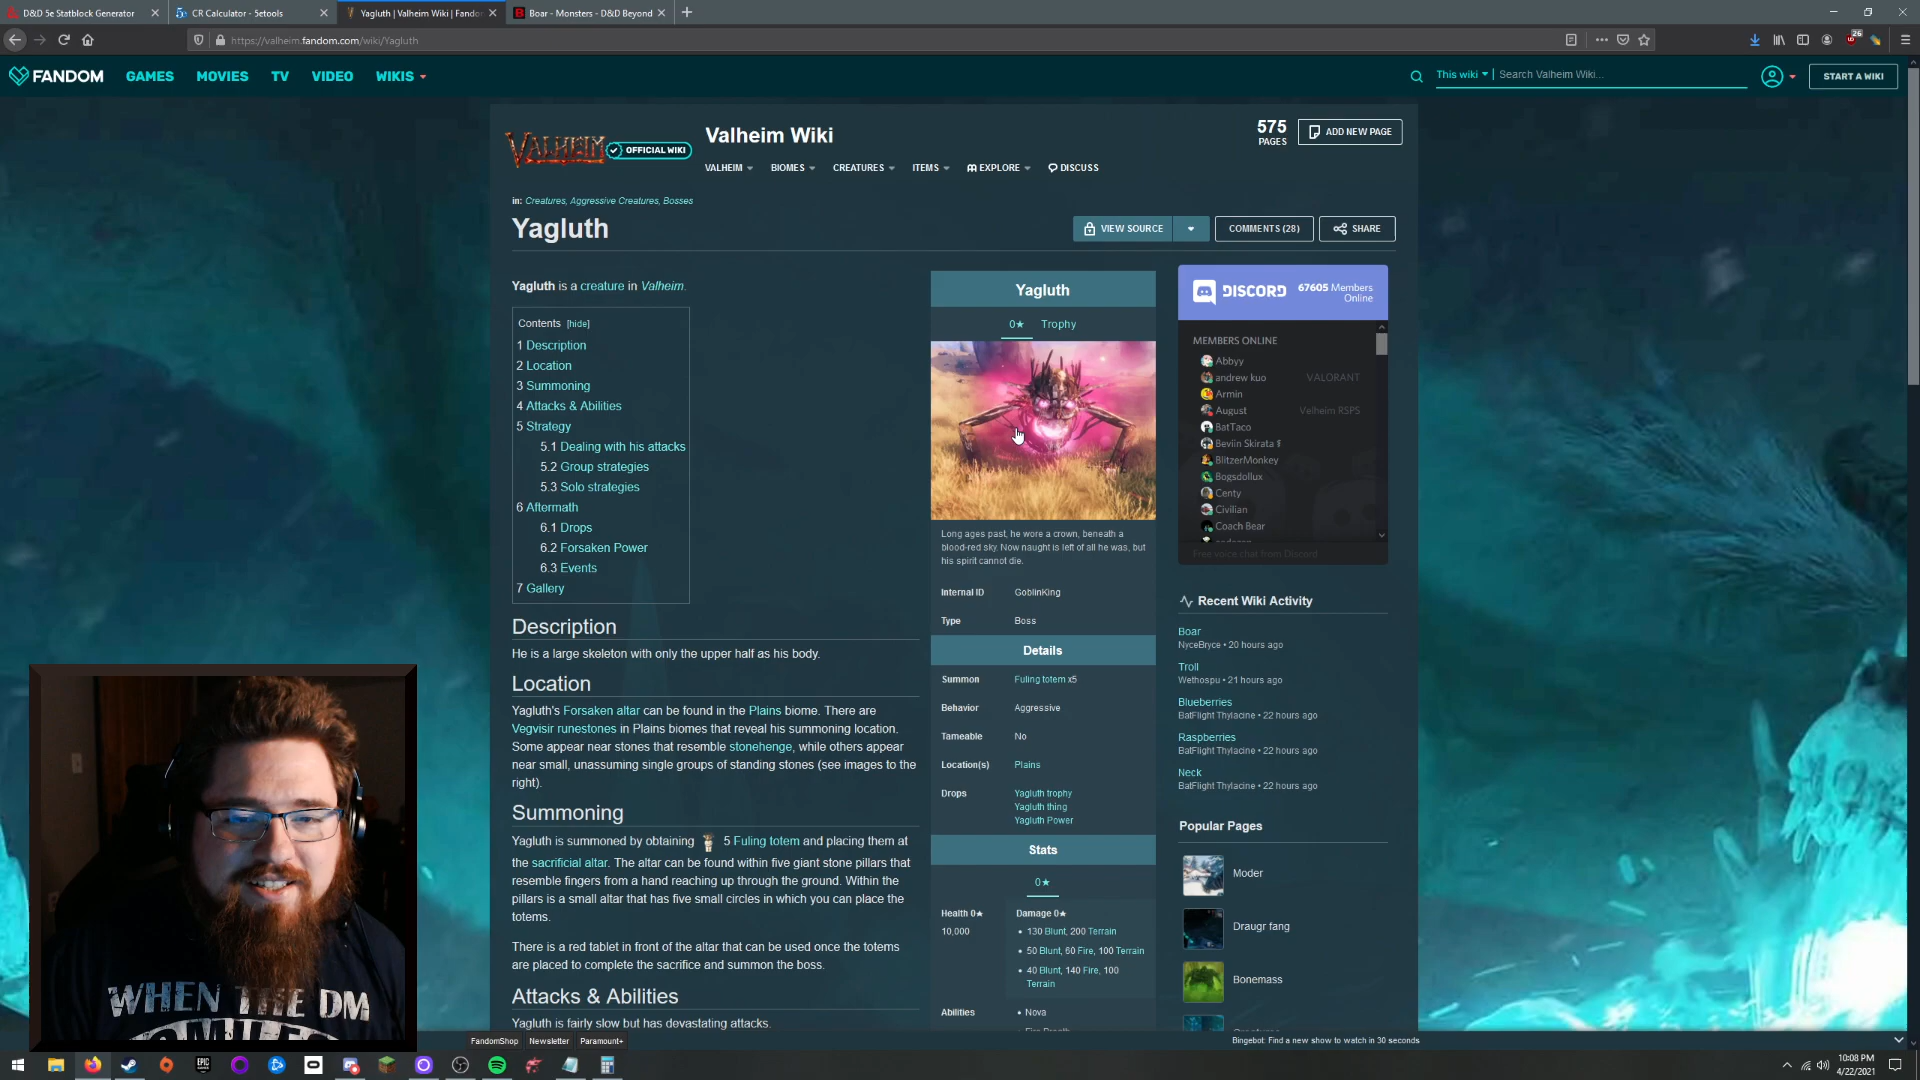 D&D 5e Statblock Generator
CR Calculator - 5etools
Yagluth | Valheim Wiki | Fandom
Boar - Monsters - D&D Beyond
https://valheim.fandom.com/wiki/Yagluth
26
FANDOM
GAMES
MOVIES
TV
VIDEO
WIKIS
This wiki
Search Valheim Wiki...
START A WIKI
VALHEIM
OFFICIAL WIKI
Valheim Wiki
575
PAGES
ADD NEW PAGE
VALHEIM
BIOMES
CREATURES
ITEMS
EXPLORE
DISCUSS
in: Creatures, Aggressive Creatures, Bosses
Yagluth
VIEW SOURCE
COMMENTS (28)
SHARE
Yagluth is a creature in Valheim.
Contents [hide]
1 Description
2 Location
3 Summoning
4 Attacks & Abilities
5 Strategy
5.1 Dealing with his attacks
5.2 Group strategies
5.3 Solo strategies
6 Aftermath
6.1 Drops
6.2 Forsaken Power
6.3 Events
7 Gallery
Description
He is a large skeleton with only the upper half as his body.
Location
Yagluth's Forsaken altar can be found in the Plains biome. There are
Vegvisir runestones in Plains biomes that reveal his summoning location.
Some appear near stones that resemble stonehenge, while others appear
near small, unassuming single groups of standing stones (see images to the
right).
Summoning
Yagluth is summoned by obtaining 5 Fuling totem and placing them at
the sacrificial altar. The altar can be found within five giant stone pillars that
resemble fingers from a hand reaching up through the ground. Within the
pillars is a small altar that has five small circles in which you can place the
totems.
There is a red tablet in front of the altar that can be used once the totems
are placed to complete the sacrifice and summon the boss.
Attacks & Abilities
Yagluth is fairly slow but has devastating attacks.
Yagluth
0★
Trophy
Long ages past, he wore a crown, beneath a
blood-red sky. Now naught is left of all he was, but
his spirit cannot die.
Internal ID
GoblinKing
Type
Boss
Details
Summon
Fuling totem x5
Behavior
Aggressive
Tameable
No
Location(s)
Plains
Drops
Yagluth trophy
Yagluth thing
Yagluth Power
Stats
0★
Health 0★
10,000
Damage 0★
• 130 Blunt, 200 Terrain
• 50 Blunt, 60 Fire, 100 Terrain
• 40 Blunt, 140 Fire, 100
Terrain
Abilities
• Nova
DISCORD
67605 Members
Online
MEMBERS ONLINE
Abbyy
andrew kuo
VALORANT
Armin
August
Velheim RSPS
BatTaco
Beviin Skirata
BlitzerMonkey
Bogsdollux
Centy
Civilian
Coach Bear
Free voice chat from Discord
Recent Wiki Activity
Boar
NyceBryce • 20 hours ago
Troll
Wethospu • 21 hours ago
Blueberries
BatFlight Thylacine • 22 hours ago
Raspberries
BatFlight Thylacine • 22 hours ago
Neck
BatFlight Thylacine • 22 hours ago
Popular Pages
Moder
Draugr fang
Bonemass
WHEN THE DM
FandomShop
Newsletter
Paramount+
Bingebot: Find a new show to watch in 30 seconds
EPIC
10:08 PM
4/22/2021